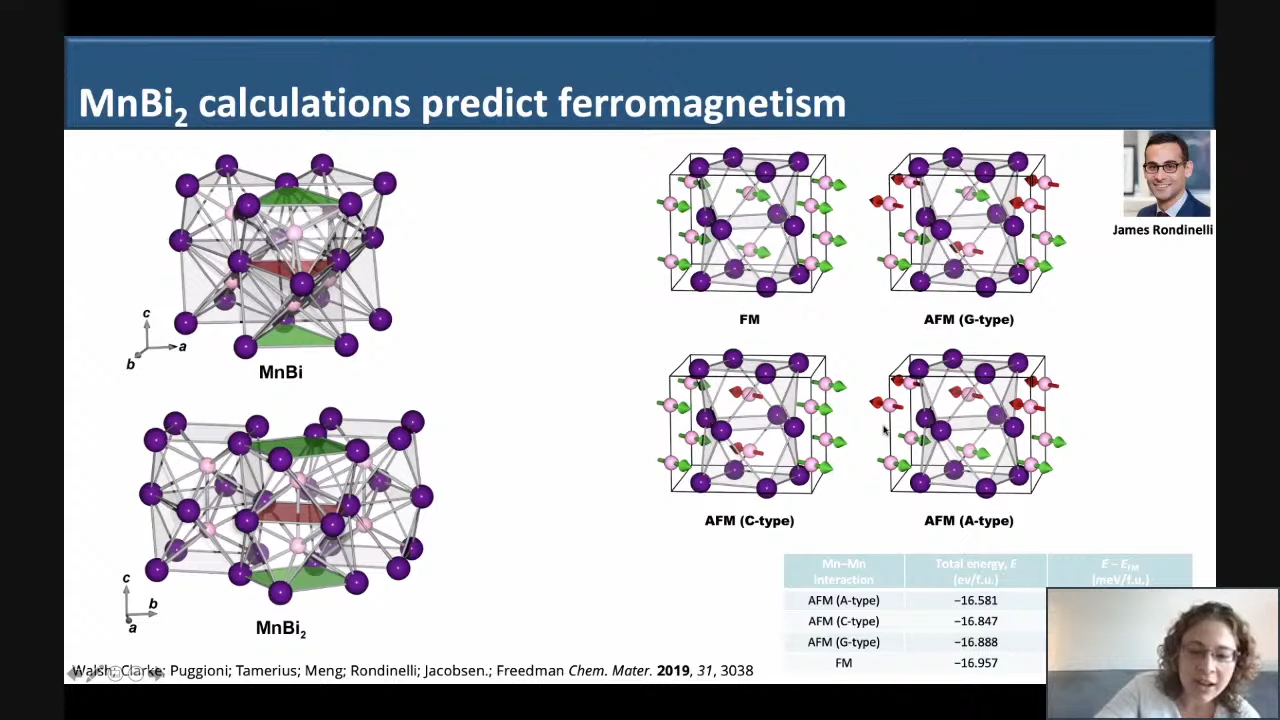 MnBi2 calculations predict ferromagnetism
James Rondinelli
c
a
b
MnBi
FM
AFM (G-type)
AFM (C-type)
AFM (A-type)
c
b
a
MnBi2
Mn–Mn interaction Total energy, E (ev/f.u.) E – EFM (meV/f.u.)
AFM (A-type) −16.581
AFM (C-type) −16.847
AFM (G-type) −16.888
FM −16.957
Walsh; Clarke; Puggioni; Tamerius; Meng; Rondinelli; Jacobsen.; Freedman Chem. Mater. 2019, 31, 3038